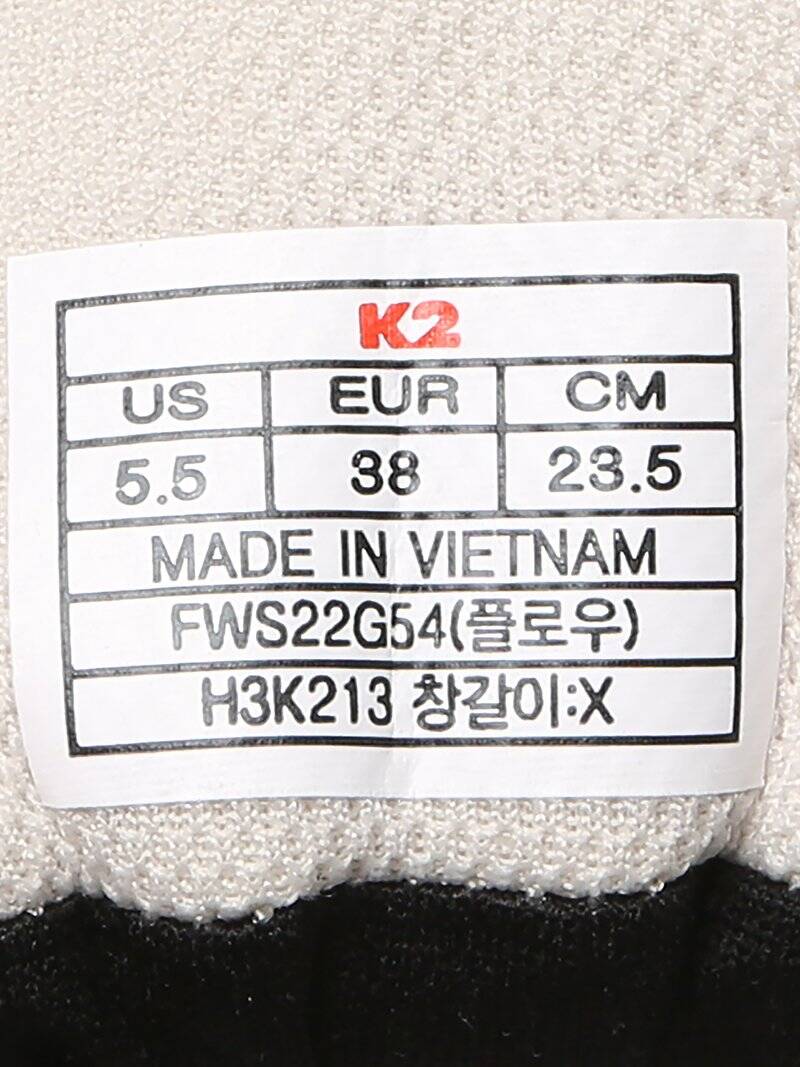 K2
US EUR CM
5.5 38 23.5
MADE IN VIETNAM
FWS22G54(플로우)
H3K213 창갈이:X